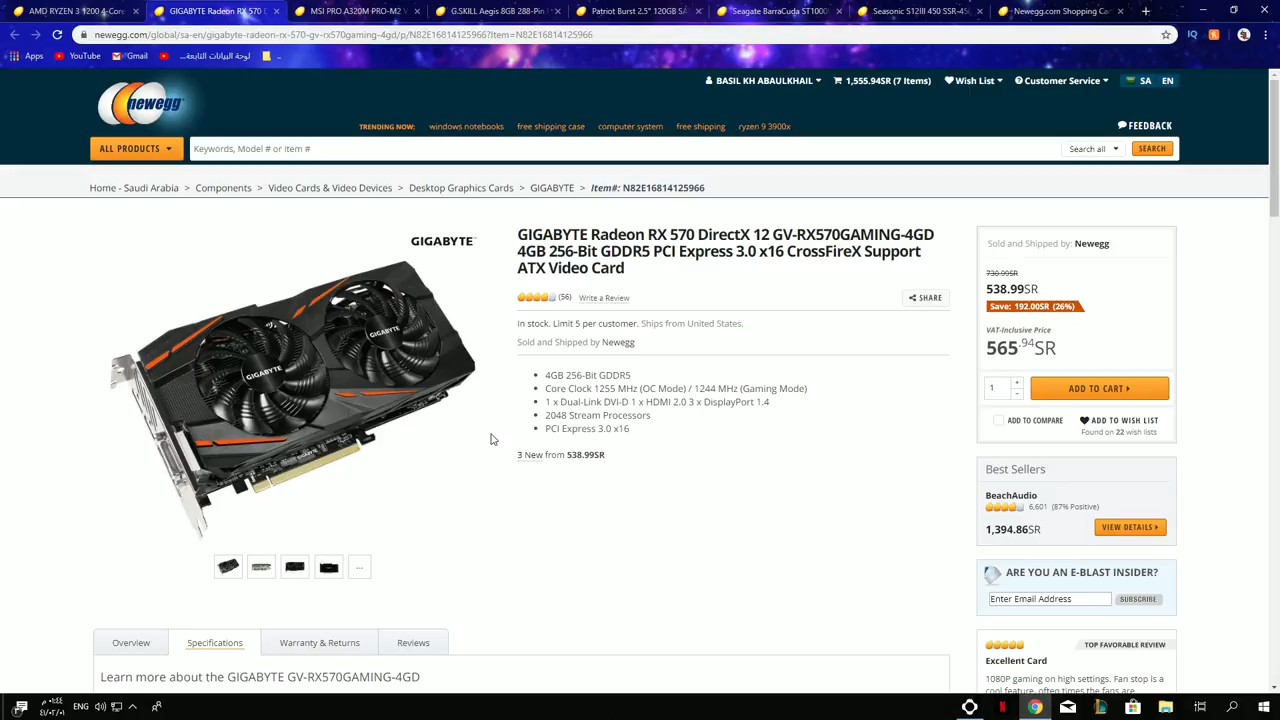 AMD RYZEN 3 1200 4-Core
GIGABYTE Radeon RX 570
MSI PRO A320M PRO-M2
G.SKILL Aegis 8GB 288-Pin
Patriot Burst 2.5" 120GB SA
Seagate BarraCuda ST1000
Seasonic S12III 450 SSR-45
Newegg.com Shopping Ca
newegg.com/global/sa-en/gigabyte-radeon-rx-570-gv-rx570gaming-4gd/p/N82E16814125966?Item=N82E16814125966
Apps YouTube Gmail لوحة البيانات التابعة...
BASIL KH ABAULKHAIL 1,555.94SR (7 Items) Wish List Customer Service SA EN
newegg
TRENDING NOW: windows notebooks free shipping case computer system free shipping ryzen 9 3900x
FEEDBACK
ALL PRODUCTS Keywords, Model # or Item # Search all SEARCH
Home - Saudi Arabia > Components > Video Cards & Video Devices > Desktop Graphics Cards > GIGABYTE > Item#: N82E16814125966
GIGABYTE
GIGABYTE
GIGABYTE
GIGABYTE Radeon RX 570 DirectX 12 GV-RX570GAMING-4GD
4GB 256-Bit GDDR5 PCI Express 3.0 x16 CrossFireX Support
ATX Video Card
(56) Write a Review SHARE
In stock. Limit 5 per customer. Ships from United States.
Sold and Shipped by Newegg
4GB 256-Bit GDDR5
Core Clock 1255 MHz (OC Mode) / 1244 MHz (Gaming Mode)
1 x Dual-Link DVI-D 1 x HDMI 2.0 3 x DisplayPort 1.4
2048 Stream Processors
PCI Express 3.0 x16
3 New from 538.99SR
...
Sold and Shipped by: Newegg
730.99SR
538.99SR
Save: 192.00SR (26%)
VAT-Inclusive Price
565.94SR
1 + - ADD TO CART
ADD TO COMPARE ADD TO WISH LIST
Found on 22 wish lists
Best Sellers
BeachAudio
6,601 (87% Positive)
1,394.86SR VIEW DETAILS
ARE YOU AN E-BLAST INSIDER?
Enter Email Address SUBSCRIBE
TOP FAVORABLE REVIEW
Excellent Card
1080P gaming on high settings. Fan stop is a
cool feature, often times the fans are
Overview Specifications Warranty & Returns Reviews
Learn more about the GIGABYTE GV-RX570GAMING-4GD
ENG